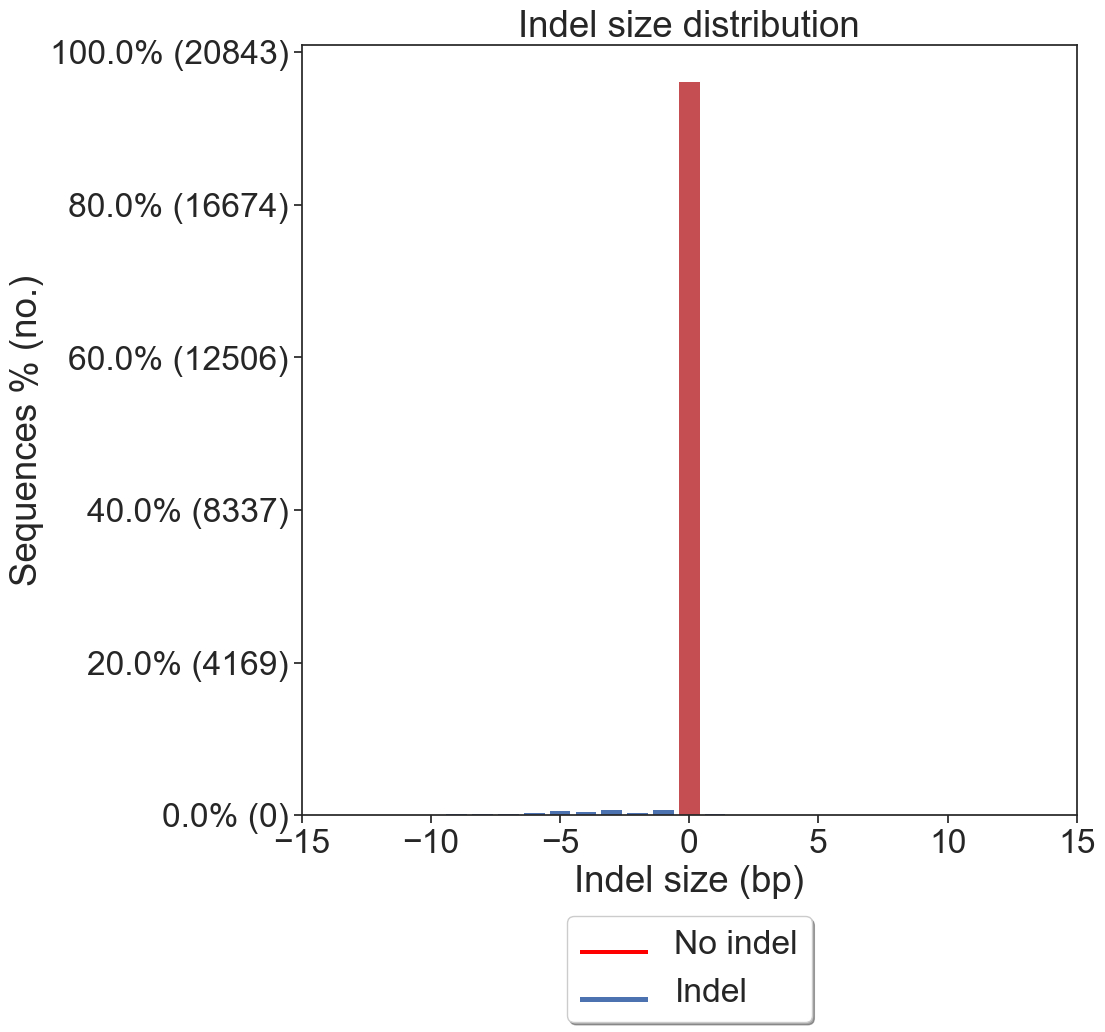 Indel size distribution
100.0% (20843)
80.0% (16674)
60.0% (12506)
40.0% (8337)
20.0% (4169)
0.0% (0)
Sequences % (no.)
−15 −10 −5 0 5 10 15
Indel size (bp)
No indel
Indel